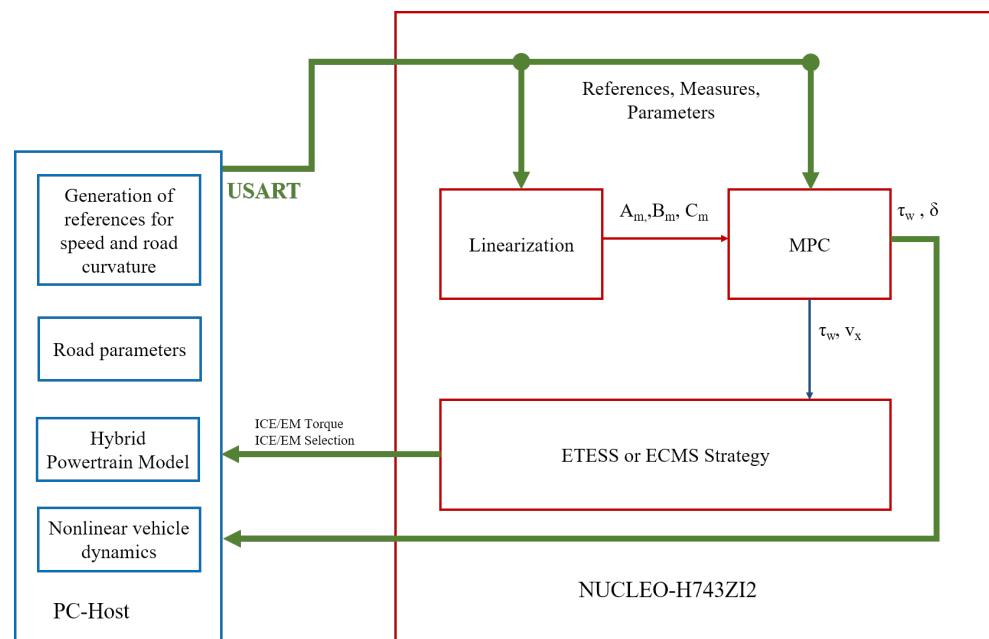 References, Measures,
Parameters
USART
Generation of
references for
speed and road
curvature
Aₘ,,Bₘ, Cₘ
τ_w , δ
Linearization
MPC
Road parameters
τ_w, vₓ
ICE/EM Torque
ICE/EM Selection
Hybrid
Powertrain Model
ETESS or ECMS Strategy
Nonlinear vehicle
dynamics
PC-Host
NUCLEO-H743ZI2